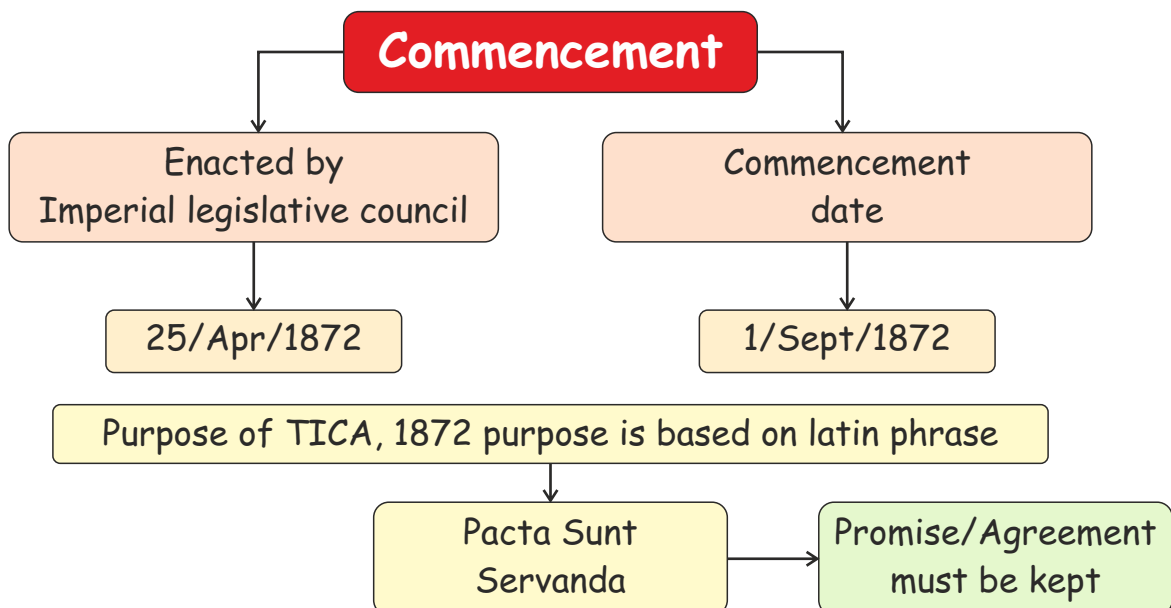 Commencement
Enacted by
Imperial legislative council
Commencement
date
25/Apr/1872
1/Sept/1872
Purpose of TICA, 1872 purpose is based on latin phrase
Pacta Sunt
Servanda
Promise/Agreement
must be kept